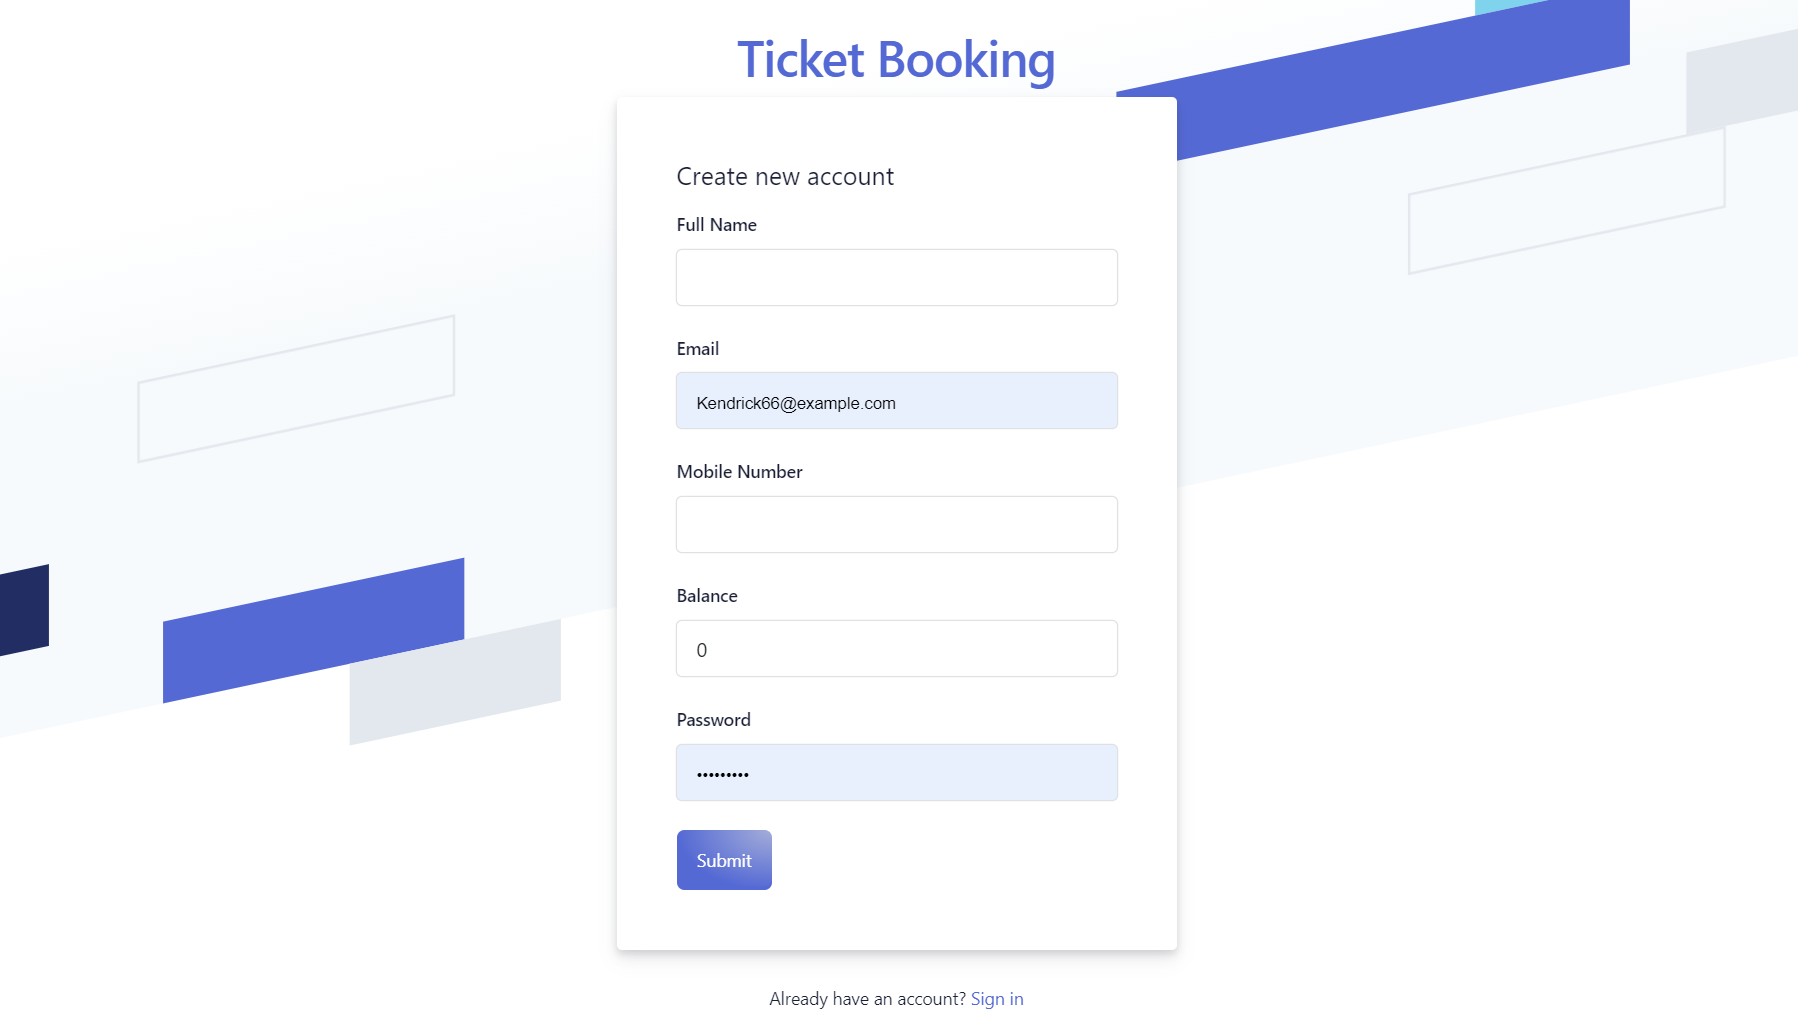 Ticket Booking
Create new account
Full Name
Email
Kendrick66@example.com
Mobile Number
Balance
0
Password
•••••••••
Submit
Already have an account? Sign in